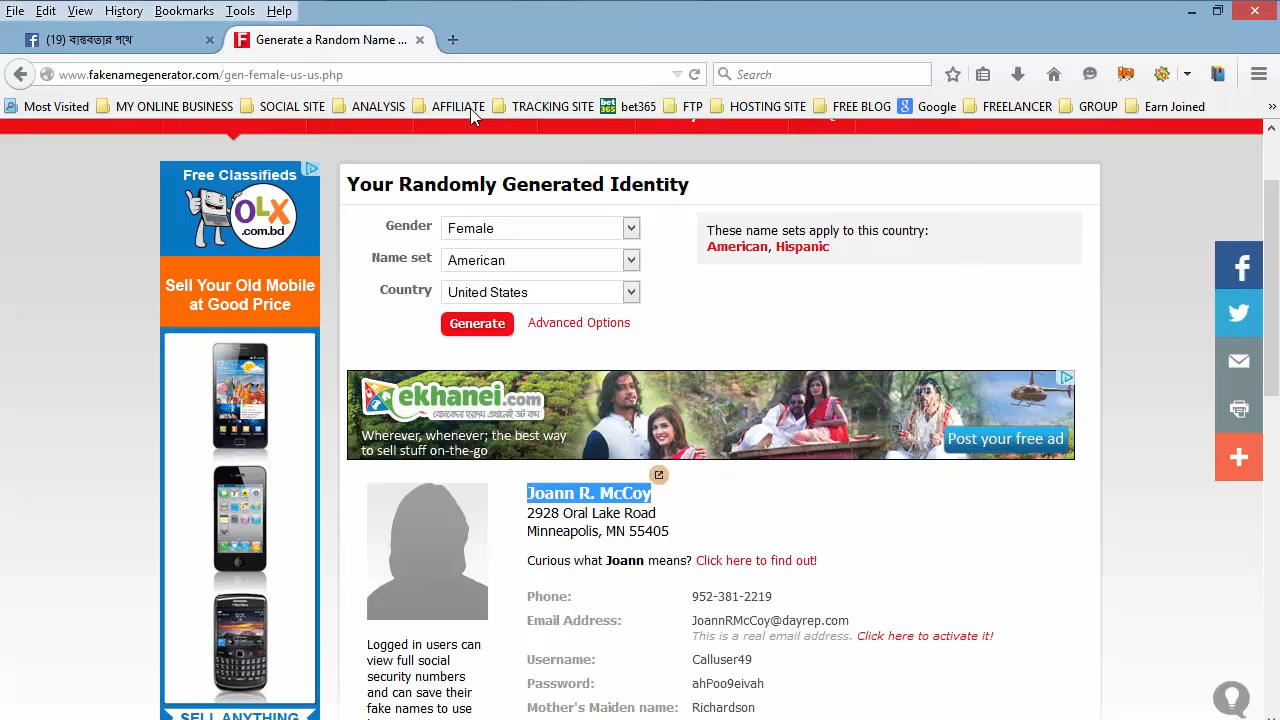 File Edit View History Bookmarks Tools Help
(19) বাস্তবতার পথে
Generate a Random Name ...
www.fakenamegenerator.com/gen-female-us-us.php
Search
Most Visited MY ONLINE BUSINESS SOCIAL SITE ANALYSIS AFFILIATE TRACKING SITE bet365 bet365 FTP HOSTING SITE FREE BLOG Google FREELANCER GROUP Earn Joined
Free Classifieds
OLX
.com.bd
Sell Your Old Mobile
at Good Price
SELL ANYTHING
Your Randomly Generated Identity
Gender Female
Name set American
Country United States
Generate Advanced Options
These name sets apply to this country:
American, Hispanic
ekhanei.com
Wherever, whenever; the best way
to sell stuff on-the-go
Post your free ad
Joann R. McCoy
2928 Oral Lake Road
Minneapolis, MN 55405
Curious what Joann means? Click here to find out!
Phone: 952-381-2219
Email Address: JoannRMcCoy@dayrep.com
This is a real email address. Click here to activate it!
Username: Calluser49
Password: ahPoo9eivah
Mother's Maiden name: Richardson
Logged in users can
view full social
security numbers
and can save their
fake names to use